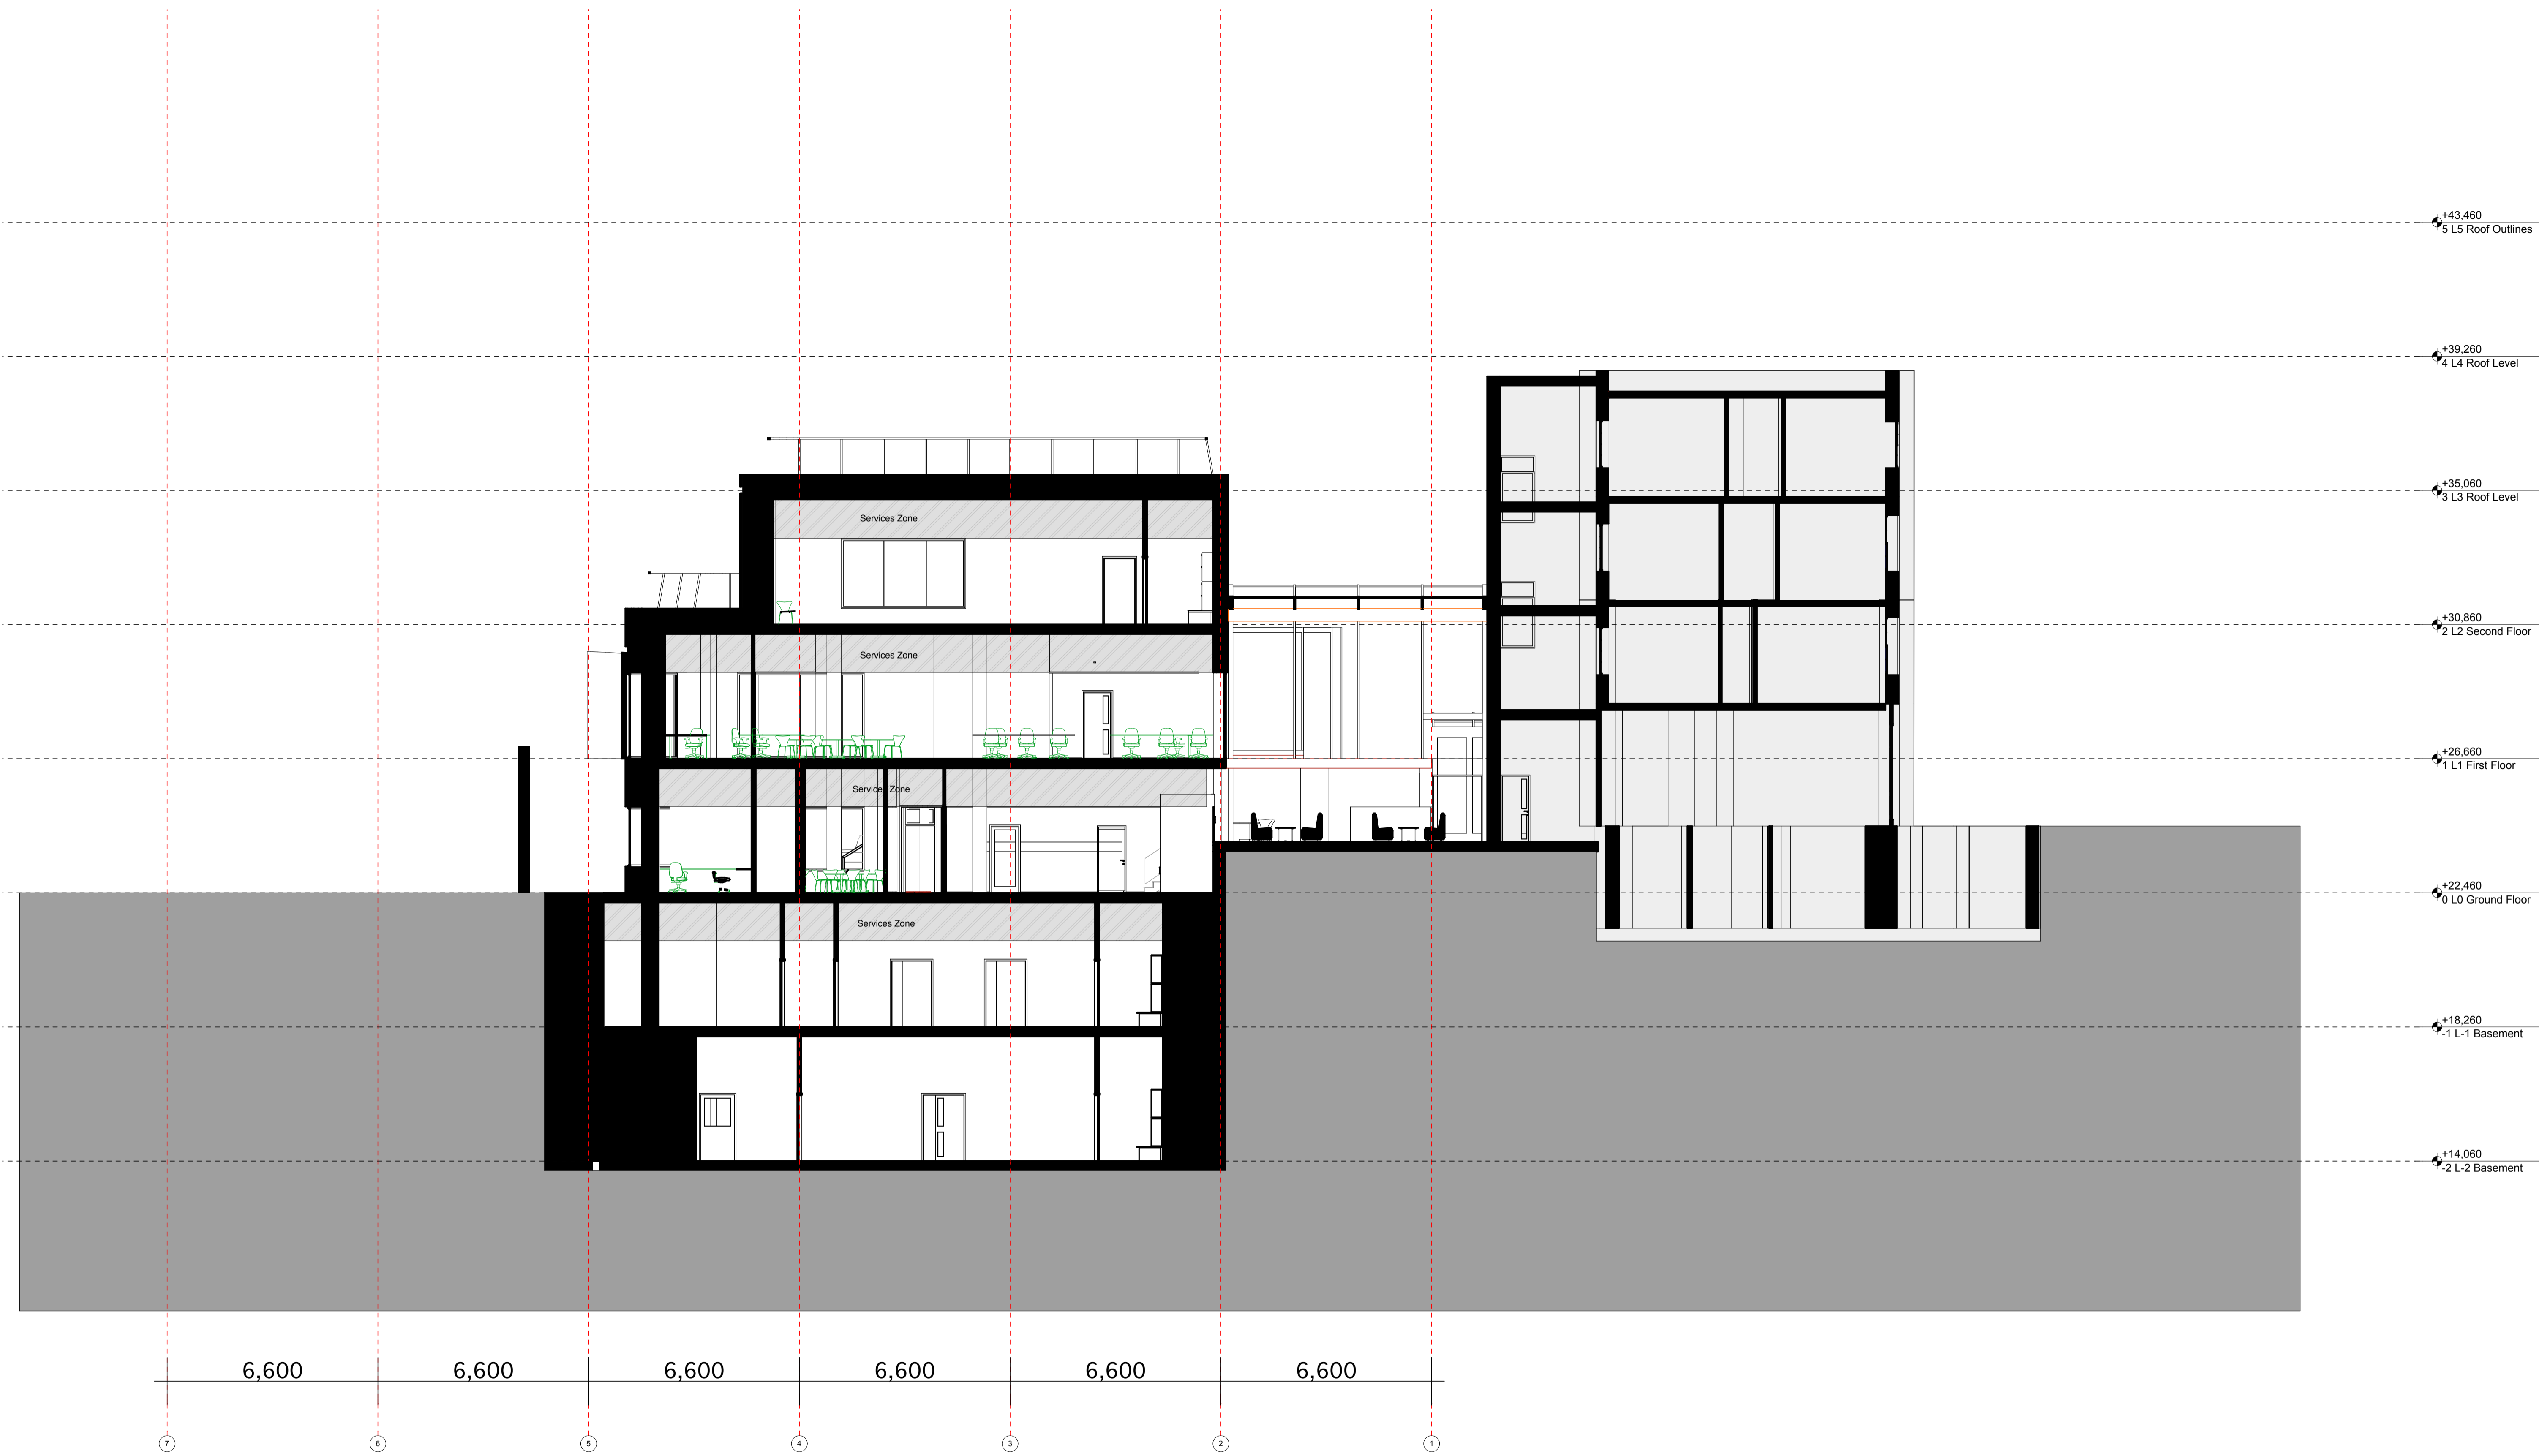 +43,460
5 L5 Roof Outlines
+39,260
4 L4 Roof Level
+35,060
3 L3 Roof Level
Services Zone
+30,860
2 L2 Second Floor
Services Zone
+26,660
1 L1 First Floor
Services Zone
+22,460
0 L0 Ground Floor
Services Zone
+18,260
-1 L-1 Basement
+14,060
-2 L-2 Basement
6,600 6,600 6,600 6,600 6,600 6,600
7 6 5 4 3 2 1